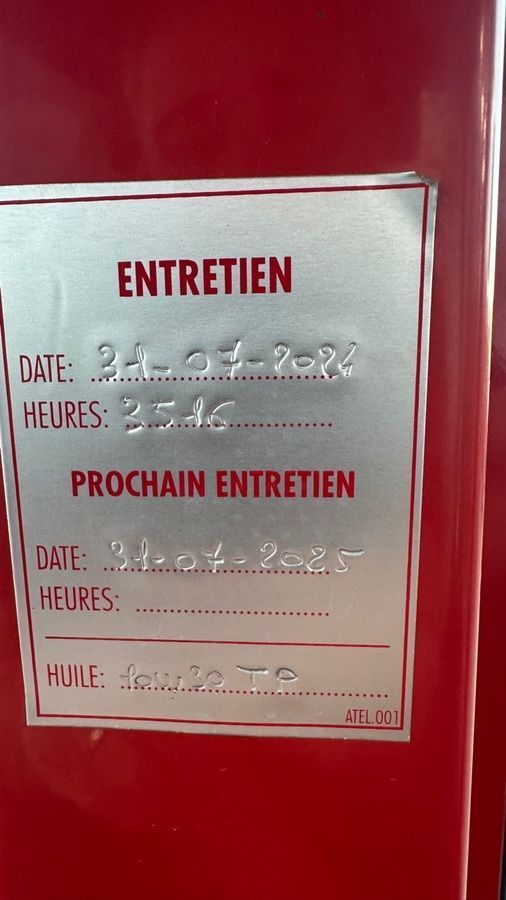 ENTRETIEN
DATE: 31-07-2024
HEURES: 3516
PROCHAIN ENTRETIEN
DATE: 31-07-2025
HEURES:
HUILE: 10W30 TP
ATEL.001